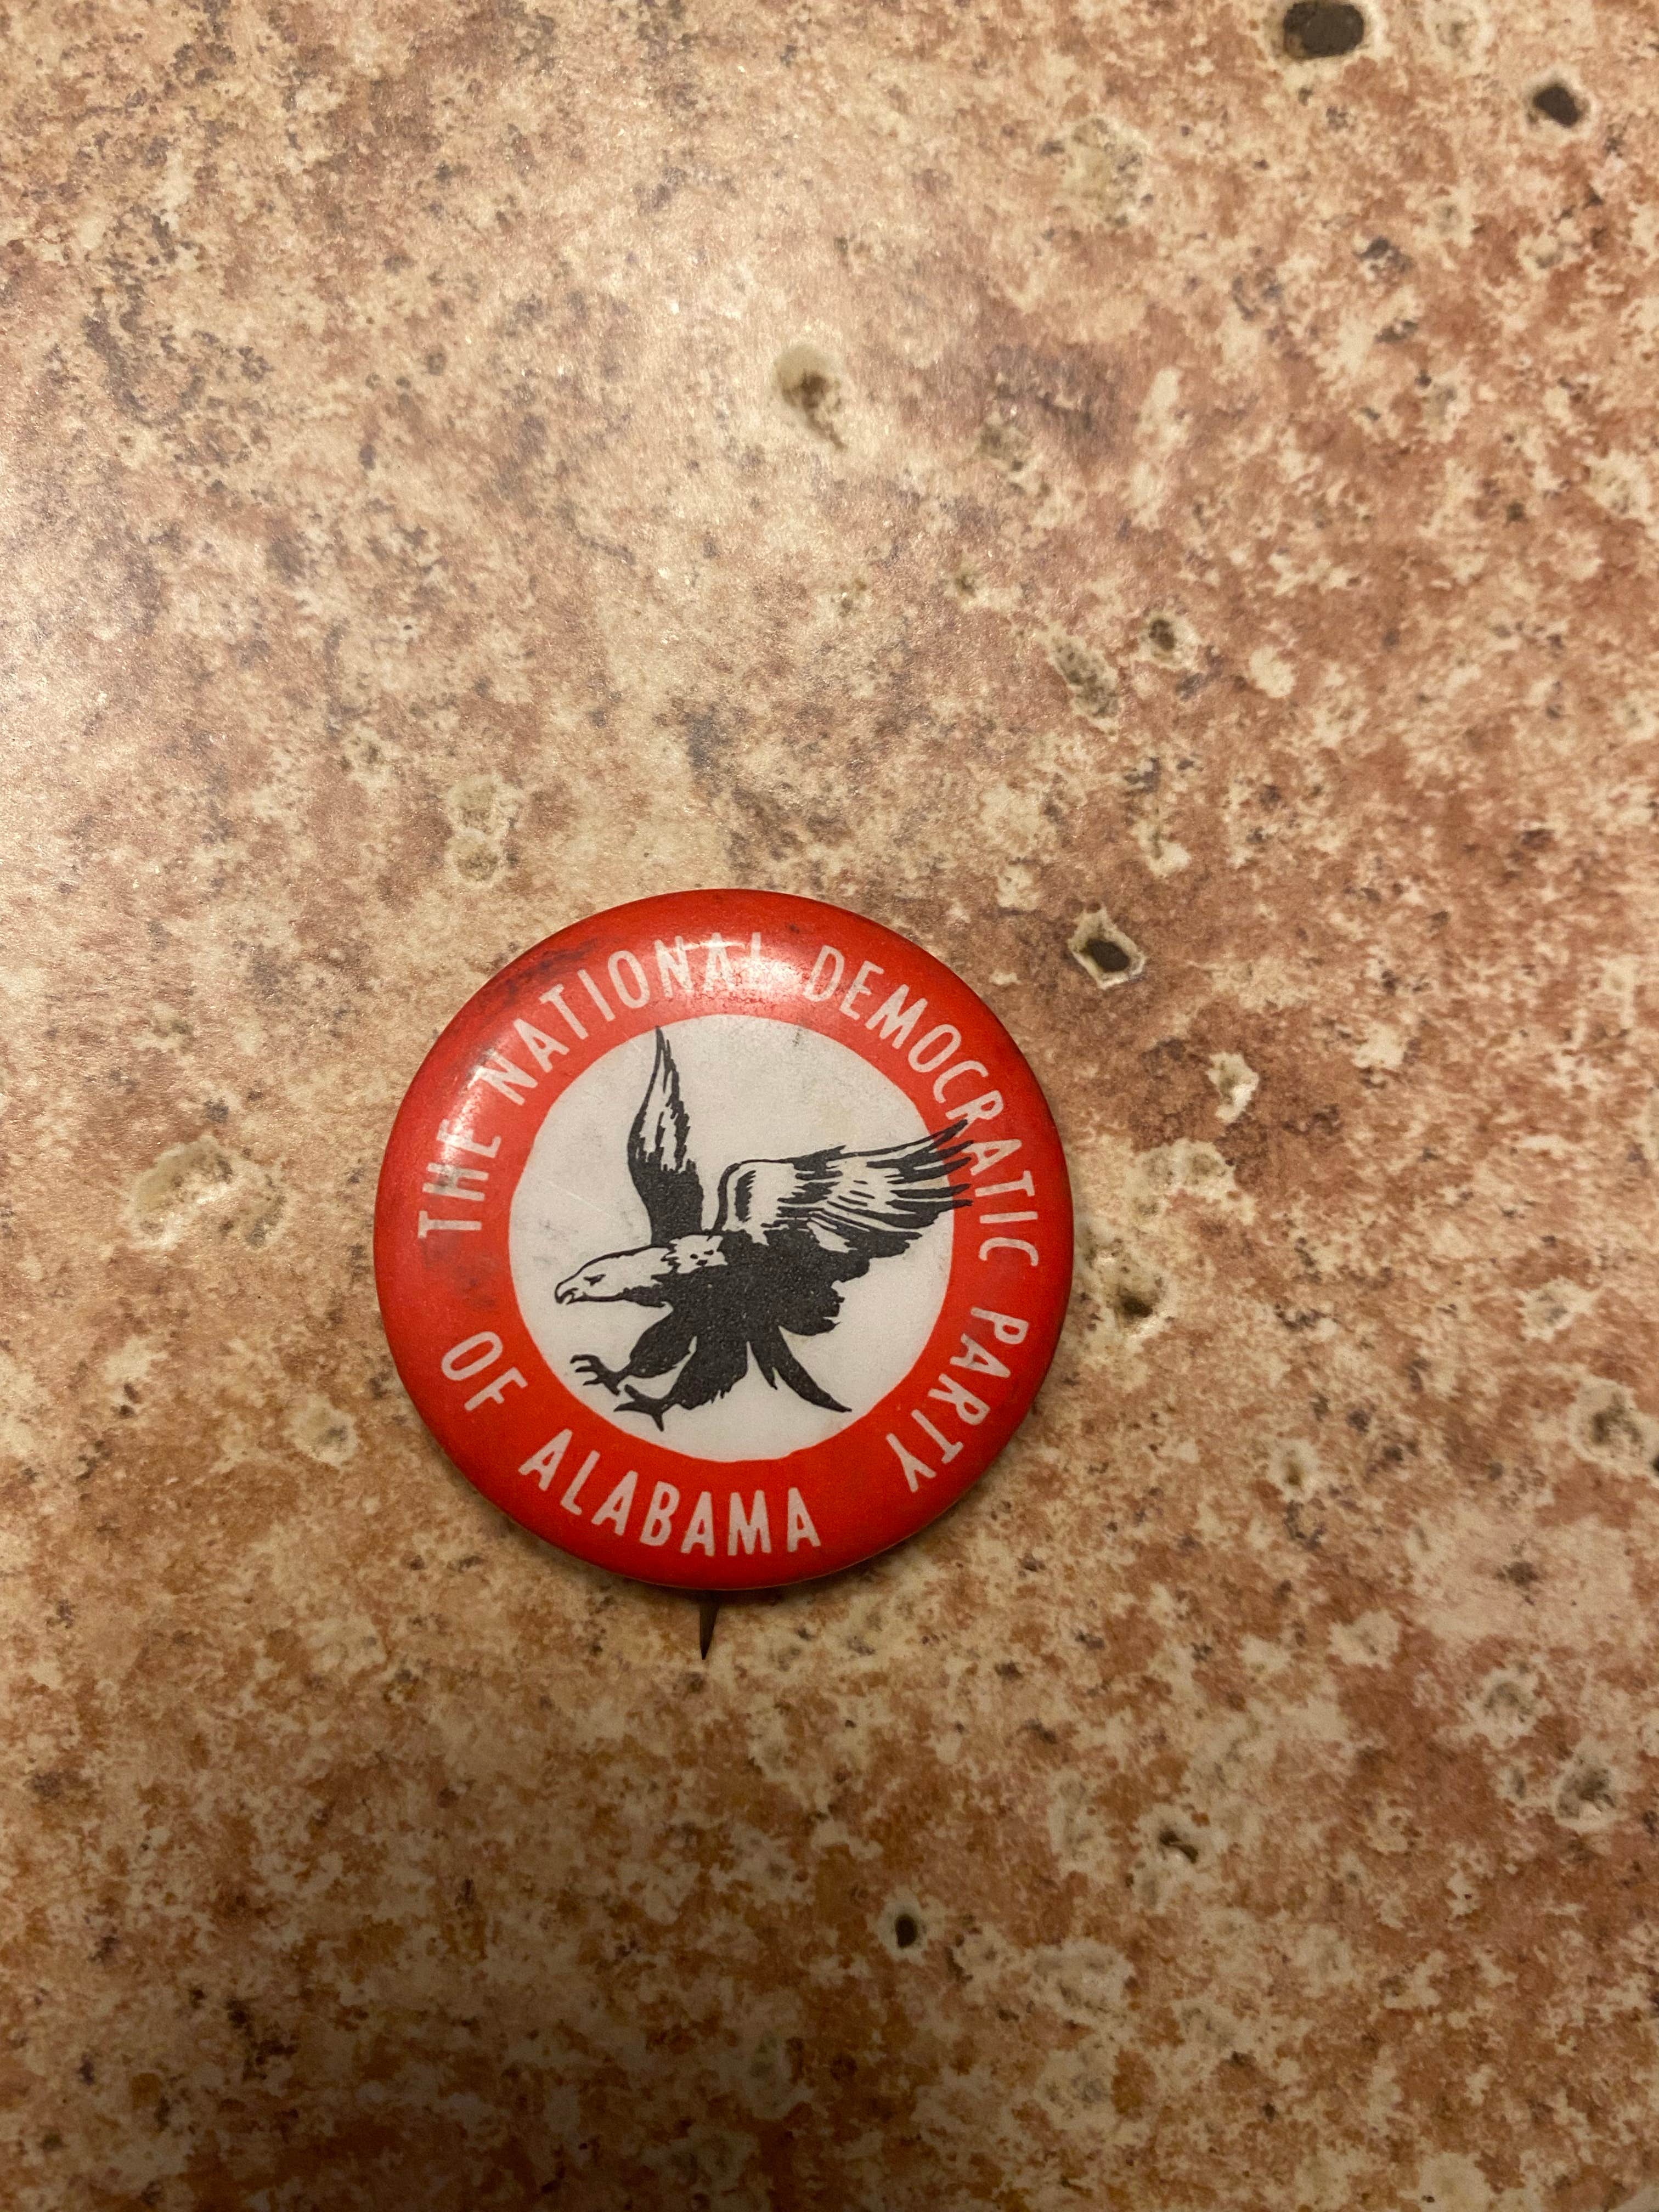 THE NATIONAL DEMOCRATIC PARTY
OF ALABAMA